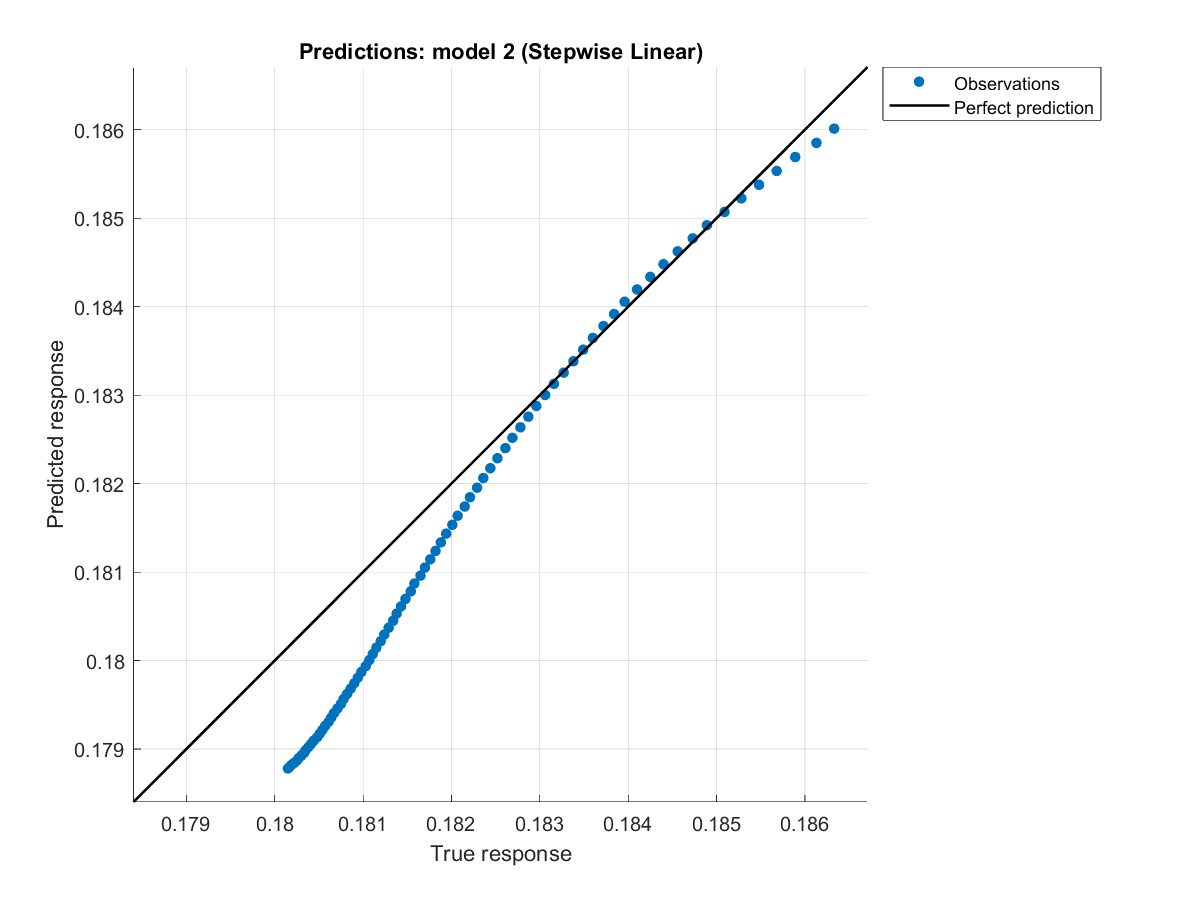 Predictions: model 2 (Stepwise Linear)
Observations
Perfect prediction
0.186
0.185
0.184
0.183
0.182
0.181
0.18
0.179
Predicted response
0.179 0.18 0.181 0.182 0.183 0.184 0.185 0.186
True response